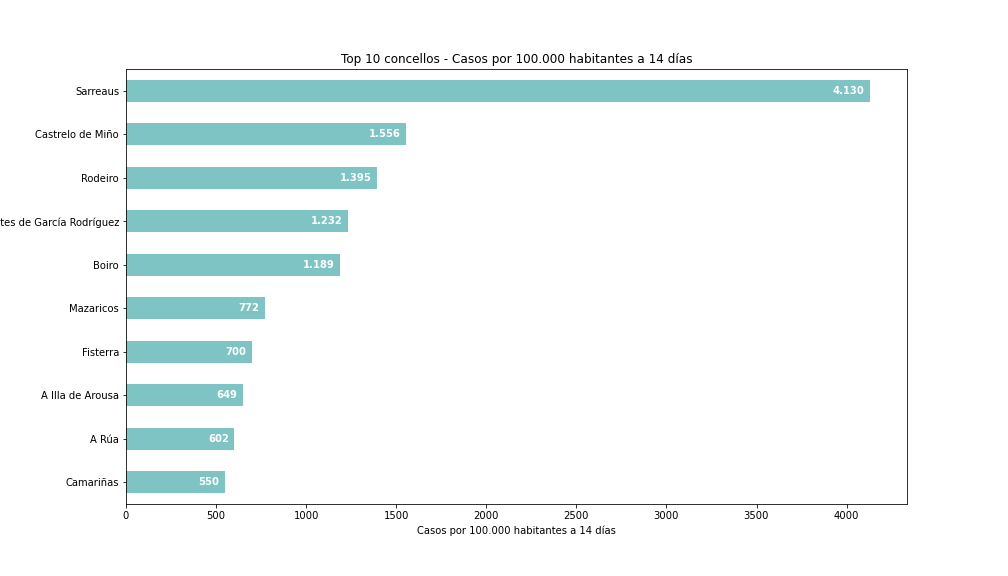 Top 10 concellos - Casos por 100.000 habitantes a 14 días
Sarreaus 4.130
Castrelo de Miño 1.556
Rodeiro 1.395
tes de García Rodríguez 1.232
Boiro 1.189
Mazaricos 772
Fisterra 700
A Illa de Arousa 649
A Rúa 602
Camariñas 550
0 500 1000 1500 2000 2500 3000 3500 4000
Casos por 100.000 habitantes a 14 días